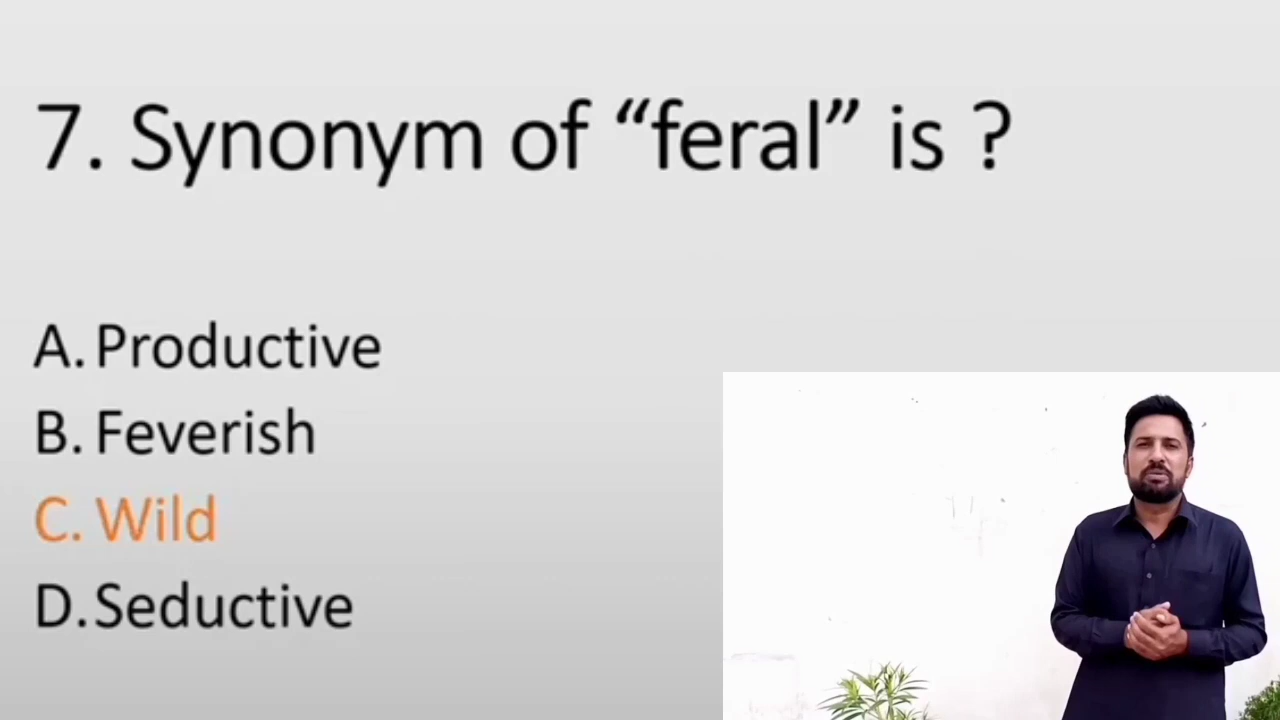 7. Synonym of “feral” is ?
A. Productive
B. Feverish
C. Wild
D. Seductive